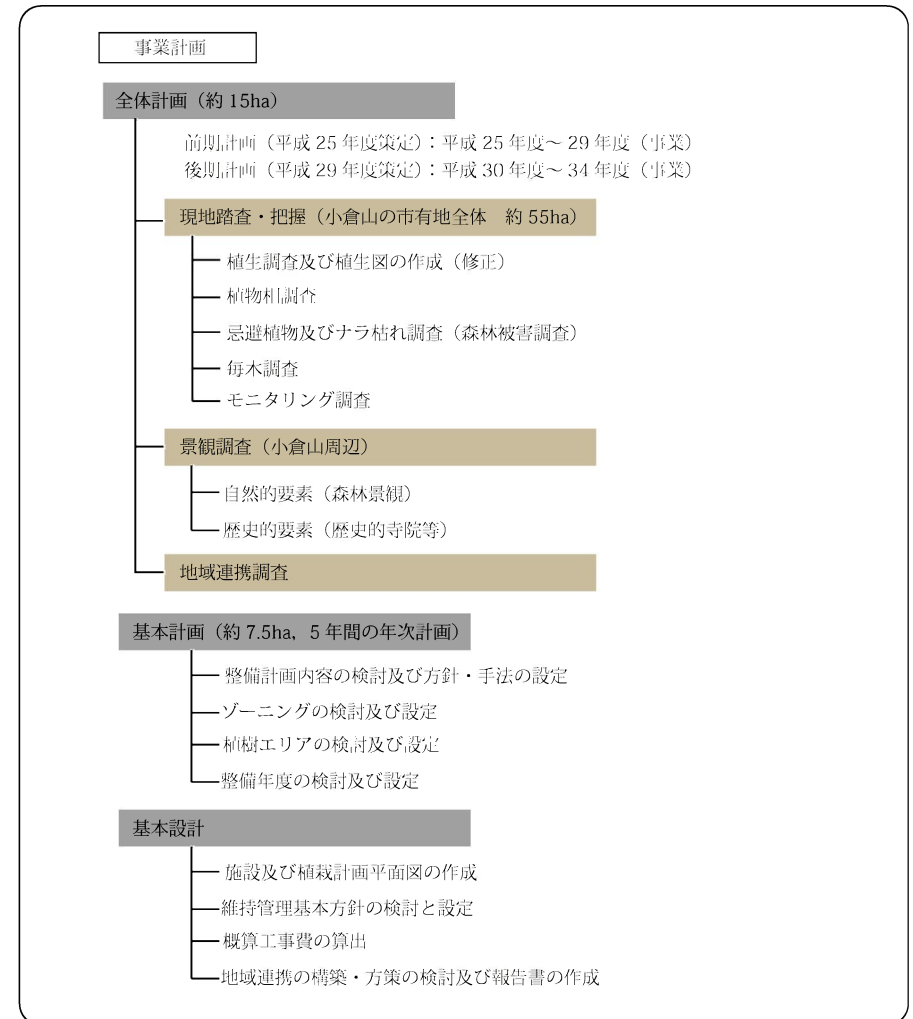 事業計画
全体計画（約 15ha）
前期計画（平成 25 年度策定）：平成 25 年度～ 29 年度（事業）
後期計画（平成 29 年度策定）：平成 30 年度～ 34 年度（事業）
現地踏査・把握（小倉山の市有地全体　約 55ha）
植生調査及び植生図の作成（修正）
植物相調査
忌避植物及びナラ枯れ調査（森林被害調査）
毎木調査
モニタリング調査
景観調査（小倉山周辺）
自然的要素（森林景観）
歴史的要素（歴史的寺院等）
地域連携調査
基本計画（約 7.5ha，5 年間の年次計画）
整備計画内容の検討及び方針・手法の設定
ゾーニングの検討及び設定
植樹エリアの検討及び設定
整備年度の検討及び設定
基本設計
施設及び植栽計画平面図の作成
維持管理基本方針の検討と設定
概算工事費の算出
地域連携の構築・方策の検討及び報告書の作成